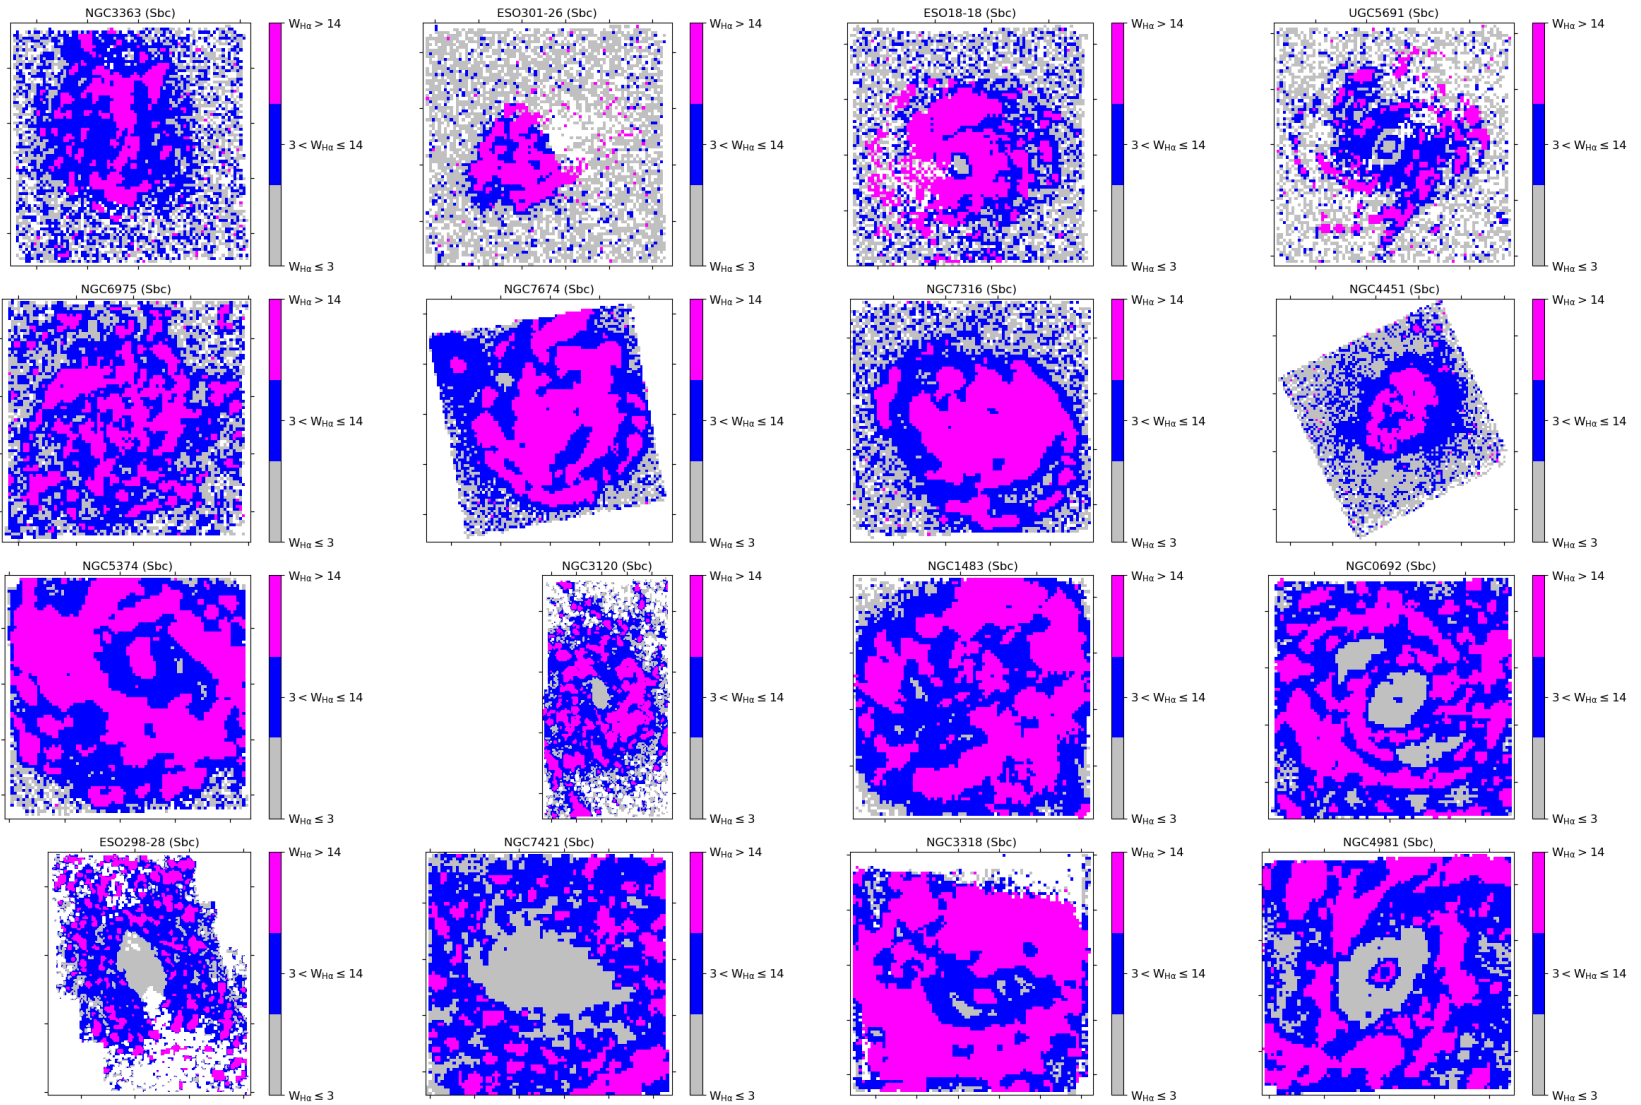 NGC3363 (Sbc)
W_Hα > 14
3 < W_Hα ≤ 14
W_Hα ≤ 3
ESO301-26 (Sbc)
W_Hα > 14
3 < W_Hα ≤ 14
W_Hα ≤ 3
ESO18-18 (Sbc)
W_Hα > 14
3 < W_Hα ≤ 14
W_Hα ≤ 3
UGC5691 (Sbc)
W_Hα > 14
3 < W_Hα ≤ 14
W_Hα ≤ 3
NGC6975 (Sbc)
W_Hα > 14
3 < W_Hα ≤ 14
W_Hα ≤ 3
NGC7674 (Sbc)
W_Hα > 14
3 < W_Hα ≤ 14
W_Hα ≤ 3
NGC7316 (Sbc)
W_Hα > 14
3 < W_Hα ≤ 14
W_Hα ≤ 3
NGC4451 (Sbc)
W_Hα > 14
3 < W_Hα ≤ 14
W_Hα ≤ 3
NGC5374 (Sbc)
W_Hα > 14
3 < W_Hα ≤ 14
W_Hα ≤ 3
NGC3120 (Sbc)
W_Hα > 14
3 < W_Hα ≤ 14
W_Hα ≤ 3
NGC1483 (Sbc)
W_Hα > 14
3 < W_Hα ≤ 14
W_Hα ≤ 3
NGC0692 (Sbc)
W_Hα > 14
3 < W_Hα ≤ 14
W_Hα ≤ 3
ESO298-28 (Sbc)
W_Hα > 14
3 < W_Hα ≤ 14
W_Hα ≤ 3
NGC7421 (Sbc)
W_Hα > 14
3 < W_Hα ≤ 14
W_Hα ≤ 3
NGC3318 (Sbc)
W_Hα > 14
3 < W_Hα ≤ 14
W_Hα ≤ 3
NGC4981 (Sbc)
W_Hα > 14
3 < W_Hα ≤ 14
W_Hα ≤ 3